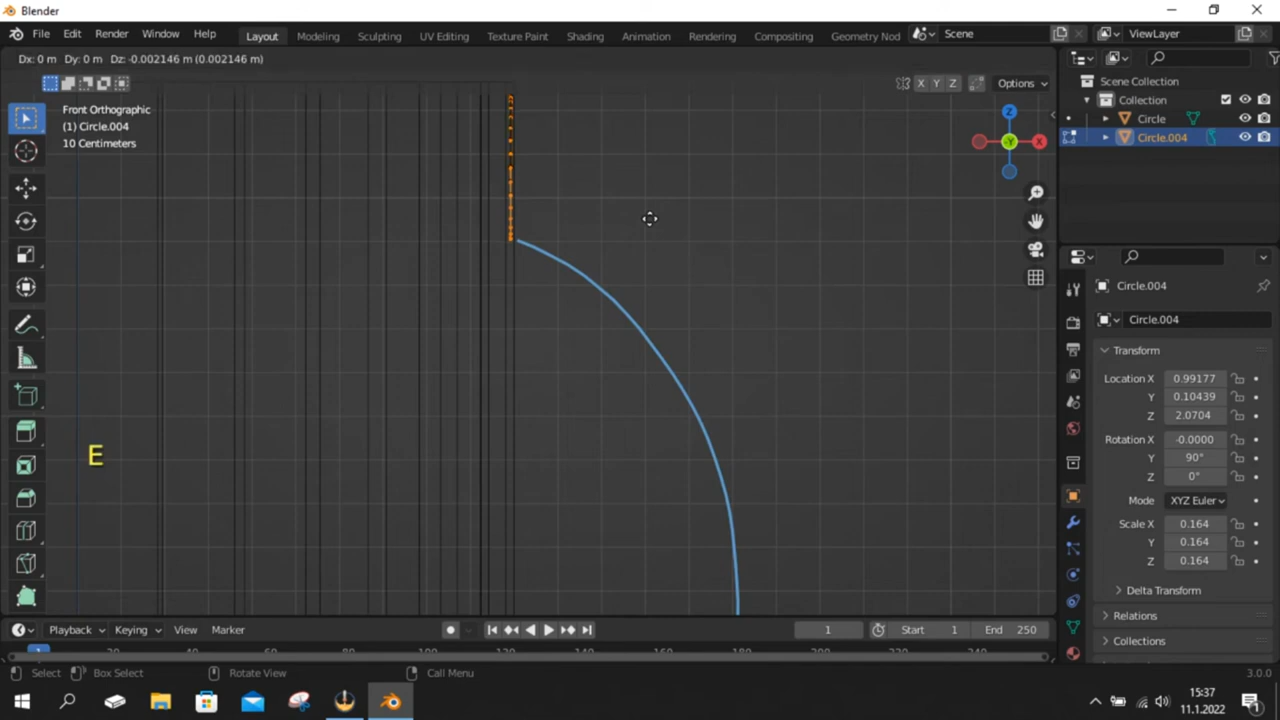 Blender
File Edit Render Window Help Layout Modeling Sculpting UV Editing Texture Paint Shading Animation Rendering Compositing Geometry Nod Scene ViewLayer
Dx: 0 m Dy: 0 m Dz: -0.002146 m (0.002146 m)
X Y Z Options
Front Orthographic
(1) Circle.004
10 Centimeters
Z
-Y X
E
Scene Collection
Collection
Circle
Circle.004
Circle.004
Circle.004
Transform
Location X 0.99177
Y 0.10439
Z 2.0704
Rotation X -0.0000
Y 90°
Z 0°
Mode XYZ Euler
Scale X 0.164
Y 0.164
Z 0.164
Delta Transform
Relations
Collections
Playback Keying View Marker 1 Start 1 End 250
Select Box Select Rotate View Call Menu 3.0.0
15:37
11.1.2022